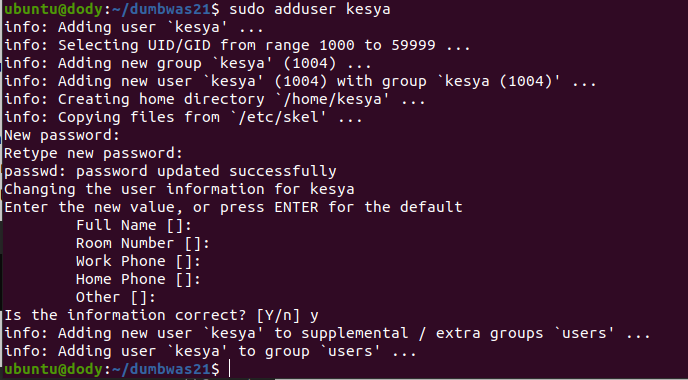 ubuntu@dody:~/dumbwas21$ sudo adduser kesya
info: Adding user `kesya' ...
info: Selecting UID/GID from range 1000 to 59999 ...
info: Adding new group `kesya' (1004) ...
info: Adding new user `kesya' (1004) with group `kesya (1004)' ...
info: Creating home directory `/home/kesya' ...
info: Copying files from `/etc/skel' ...
New password:
Retype new password:
passwd: password updated successfully
Changing the user information for kesya
Enter the new value, or press ENTER for the default
        Full Name []:
        Room Number []:
        Work Phone []:
        Home Phone []:
        Other []:
Is the information correct? [Y/n] y
info: Adding new user `kesya' to supplemental / extra groups `users' ...
info: Adding user `kesya' to group `users' ...
ubuntu@dody:~/dumbwas21$